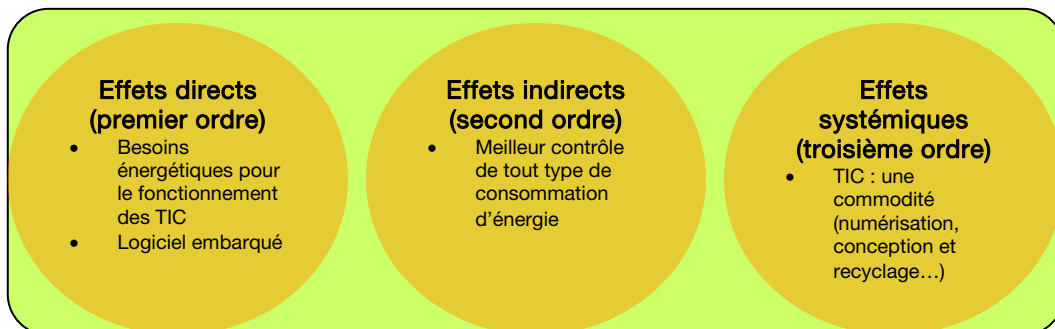 Effets directs
(premier ordre)
• Besoins
énergétiques pour
le fonctionnement
des TIC
• Logiciel embarqué
Effets indirects
(second ordre)
• Meilleur contrôle
de tout type de
consommation
d’énergie
Effets
systémiques
(troisième ordre)
• TIC : une
commodité
(numérisation,
conception et
recyclage…)